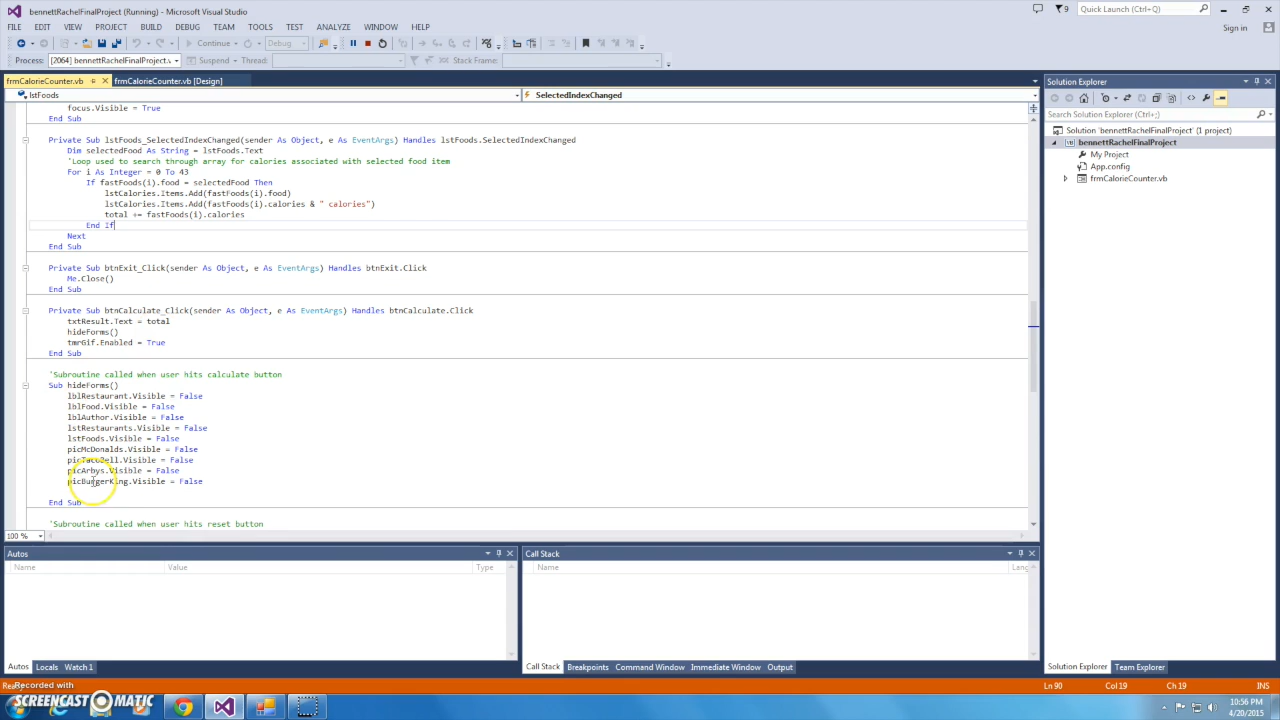 bennettRachelFinalProject (Running) - Microsoft Visual Studio
9
Quick Launch (Ctrl+Q)
FILE EDIT VIEW PROJECT BUILD DEBUG TEAM TOOLS TEST ANALYZE WINDOW HELP
Sign in
Continue Debug
Process: [2064] bennettRachelFinalProject.v Suspend Thread: Stack Frame:
frmCalorieCounter.vb frmCalorieCounter.vb [Design]
lstFoods SelectedIndexChanged
focus.Visible = True
End Sub
Private Sub lstFoods_SelectedIndexChanged(sender As Object, e As EventArgs) Handles lstFoods.SelectedIndexChanged
Dim selectedFood As String = lstFoods.Text
'Loop used to search through array for calories associated with selected food item
For i As Integer = 0 To 43
If fastFoods(i).food = selectedFood Then
lstCalories.Items.Add(fastFoods(i).food)
lstCalories.Items.Add(fastFoods(i).calories & " calories")
total += fastFoods(i).calories
End If
Next
End Sub
Private Sub btnExit_Click(sender As Object, e As EventArgs) Handles btnExit.Click
Me.Close()
End Sub
Private Sub btnCalculate_Click(sender As Object, e As EventArgs) Handles btnCalculate.Click
txtResult.Text = total
hideForms()
tmrGif.Enabled = True
End Sub
'Subroutine called when user hits calculate button
Sub hideForms()
lblRestaurant.Visible = False
lblFood.Visible = False
lblAuthor.Visible = False
lstRestaurants.Visible = False
lstFoods.Visible = False
picMcDonalds.Visible = False
picTacoBell.Visible = False
picArbys.Visible = False
picBurgerKing.Visible = False
End Sub
'Subroutine called when user hits reset button
100 %
Solution Explorer
Search Solution Explorer (Ctrl+;)
Solution 'bennettRachelFinalProject' (1 project)
bennettRachelFinalProject
My Project
App.config
frmCalorieCounter.vb
Autos
Name Value Type
Autos Locals Watch 1
Call Stack
Name Lang
Call Stack Breakpoints Command Window Immediate Window Output
Solution Explorer Team Explorer
Ln 90 Col 19 Ch 19 INS
Recorded with
SCREENCAST MATIC
10:56 PM
4/20/2015